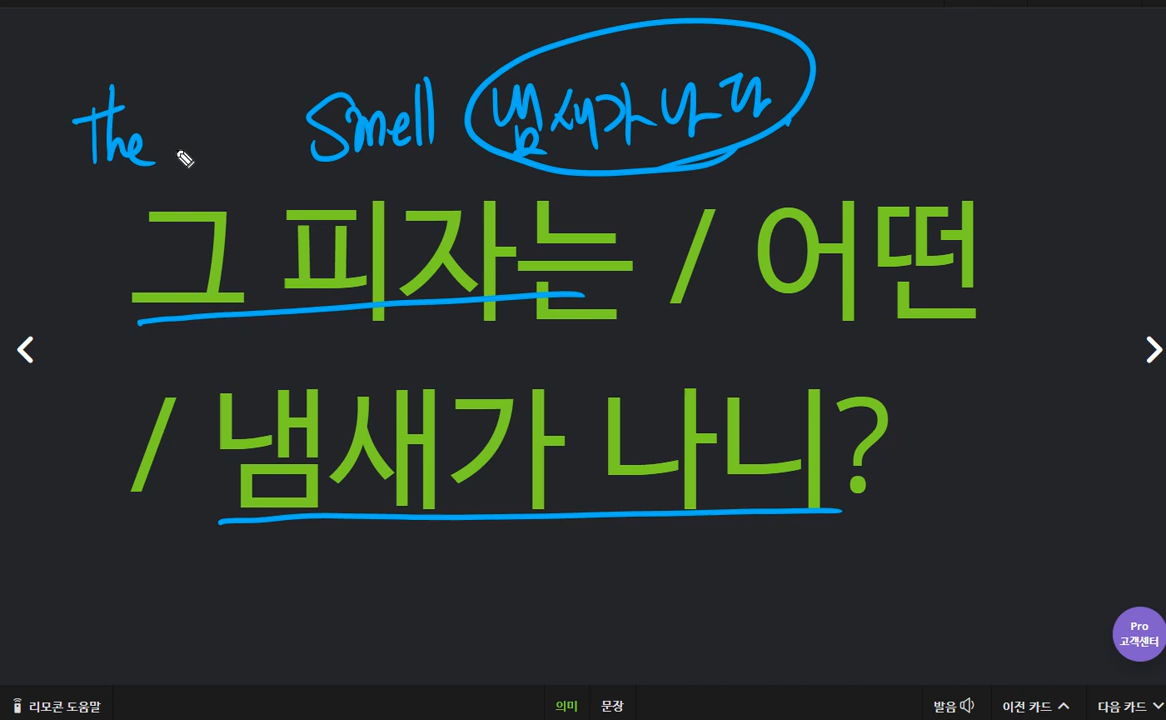 the smell 냄새가 나다
그 피자는 / 어떤
/ 냄새가 나니?
Pro
고객센터
리모콘 도움말 의미 문장 발음 이전 카드 다음 카드